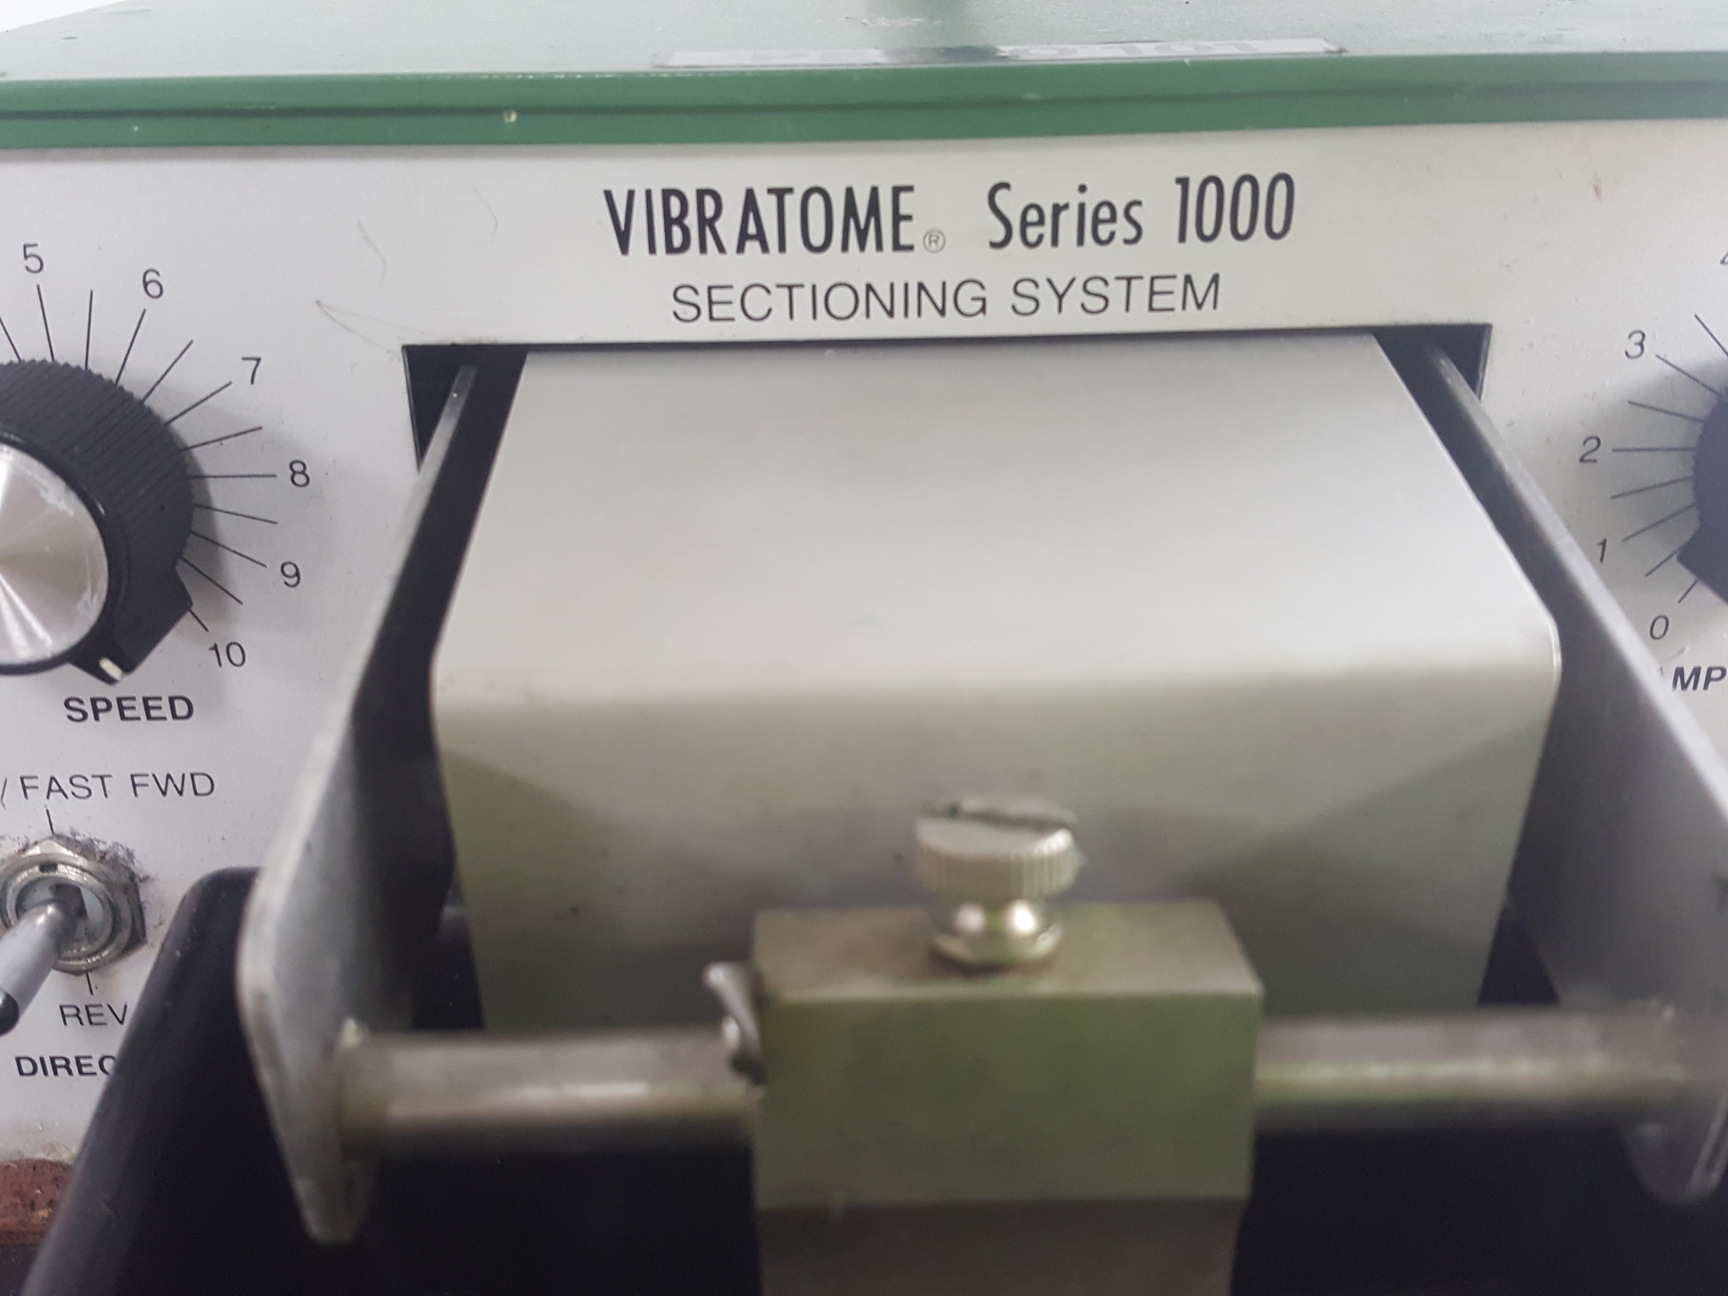 VIBRATOME® Series 1000
SECTIONING SYSTEM
5
6
7
8
9
10
SPEED
/ FAST FWD
REV
DIREC
3
2
1
0
MP